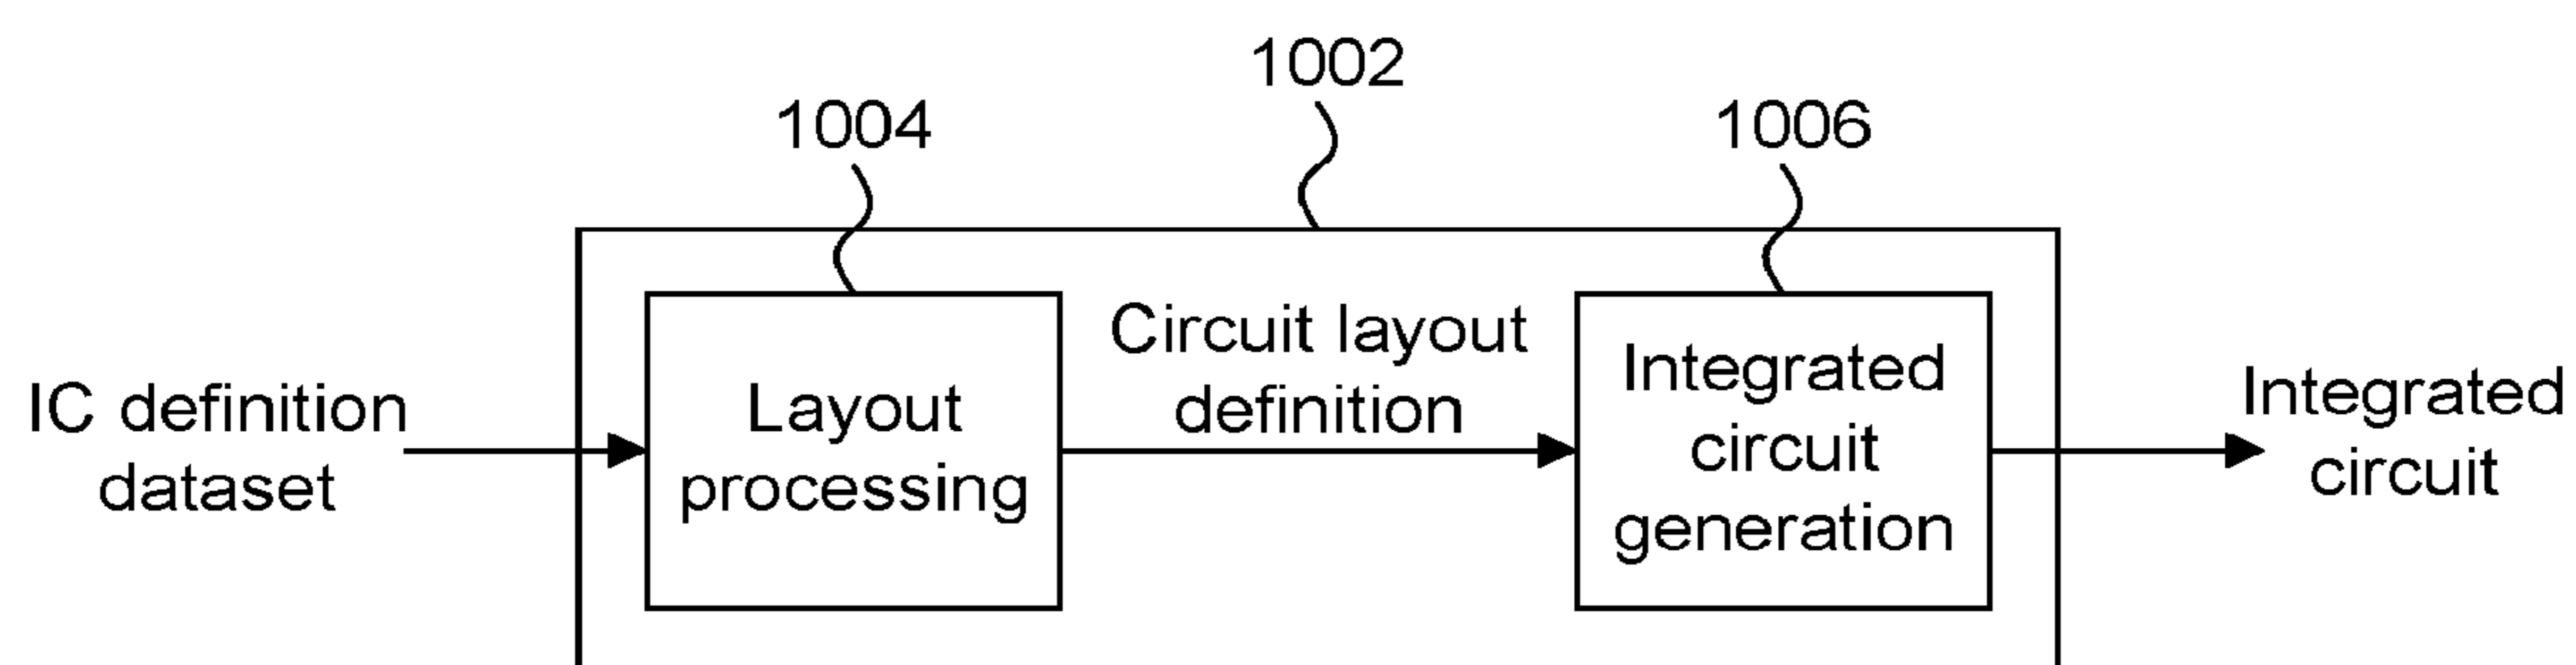 1002
1004
1006
IC definition
dataset
Layout
processing
Circuit layout
definition
Integrated
circuit
generation
Integrated
circuit